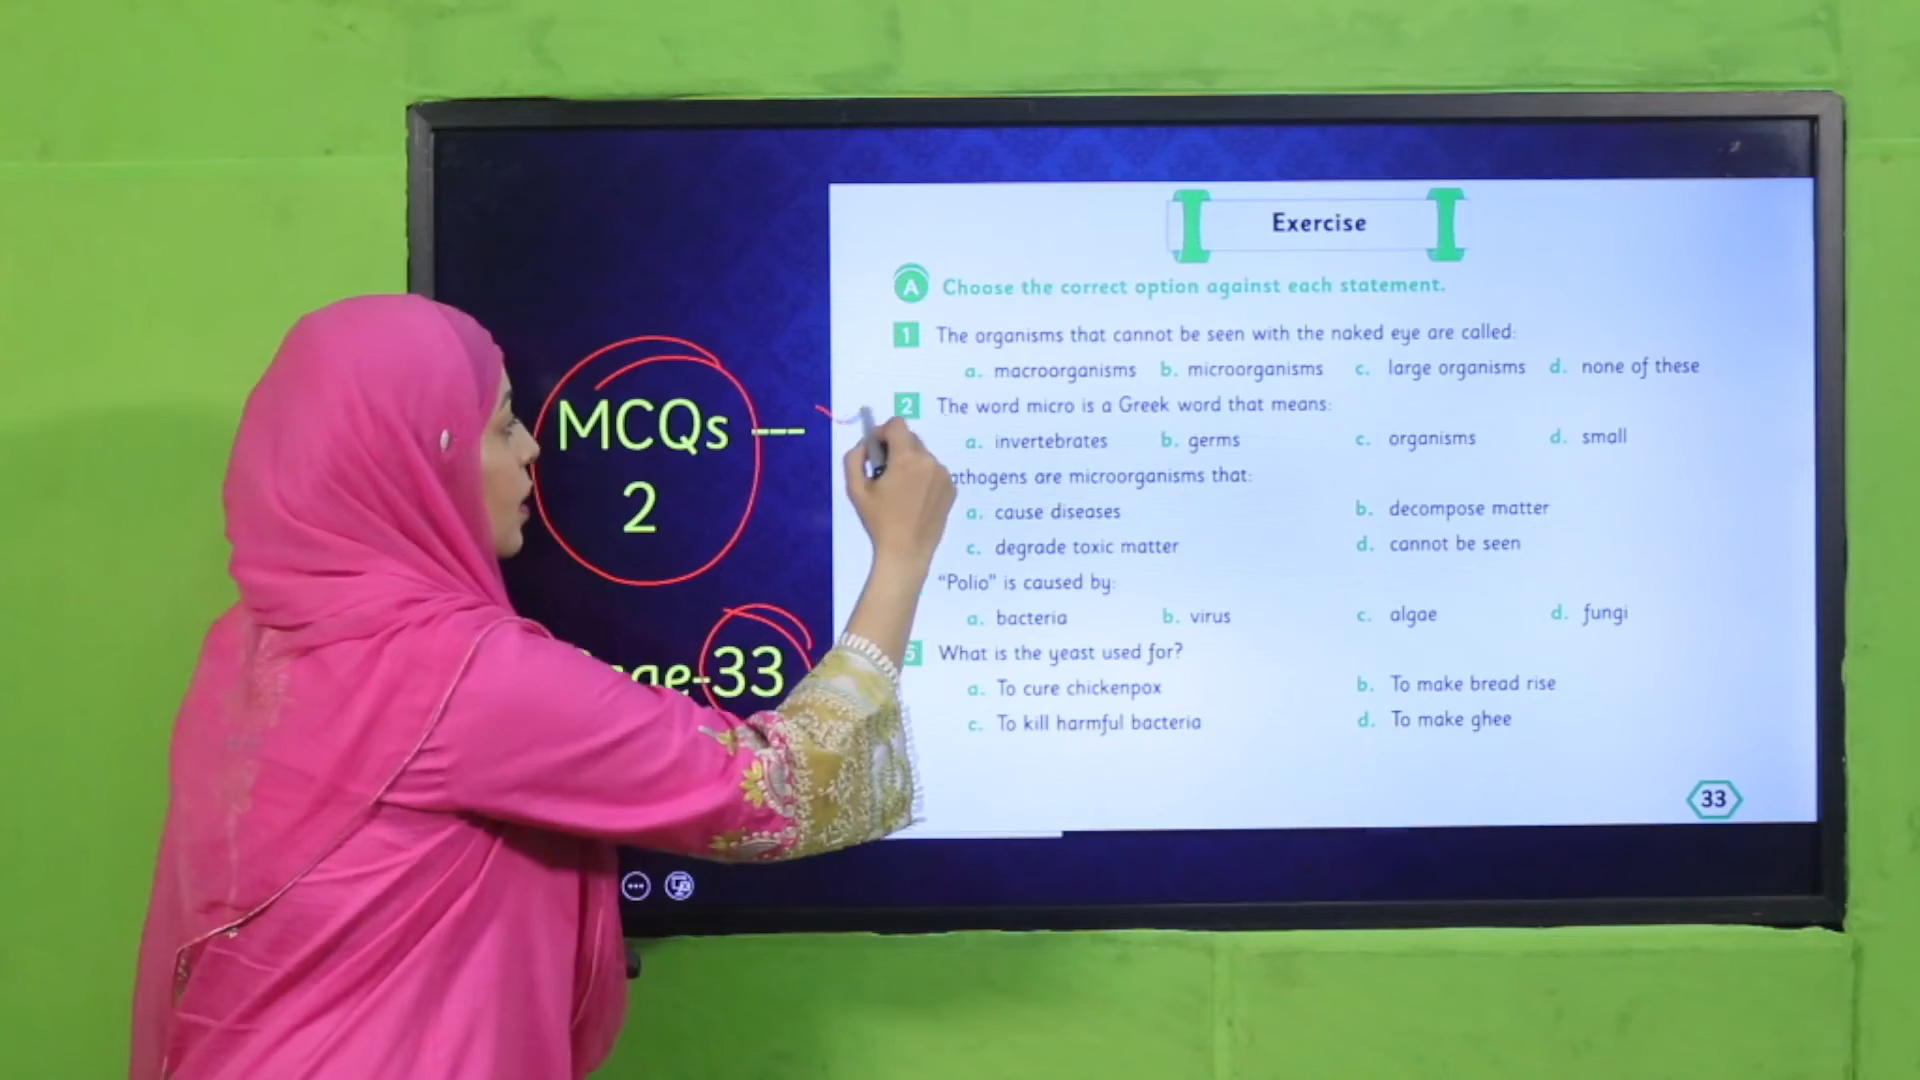 MCQs ---
2
33
Exercise
A Choose the correct option against each statement.
1 The organisms that cannot be seen with the naked eye are called:
a. macroorganisms b. microorganisms c. large organisms d. none of these
2 The word micro is a Greek word that means:
a. invertebrates b. germs c. organisms d. small
athogens are microorganisms that:
a. cause diseases b. decompose matter
c. degrade toxic matter d. cannot be seen
"Polio" is caused by:
a. bacteria b. virus c. algae d. fungi
5 What is the yeast used for?
a. To cure chickenpox b. To make bread rise
c. To kill harmful bacteria d. To make ghee
33